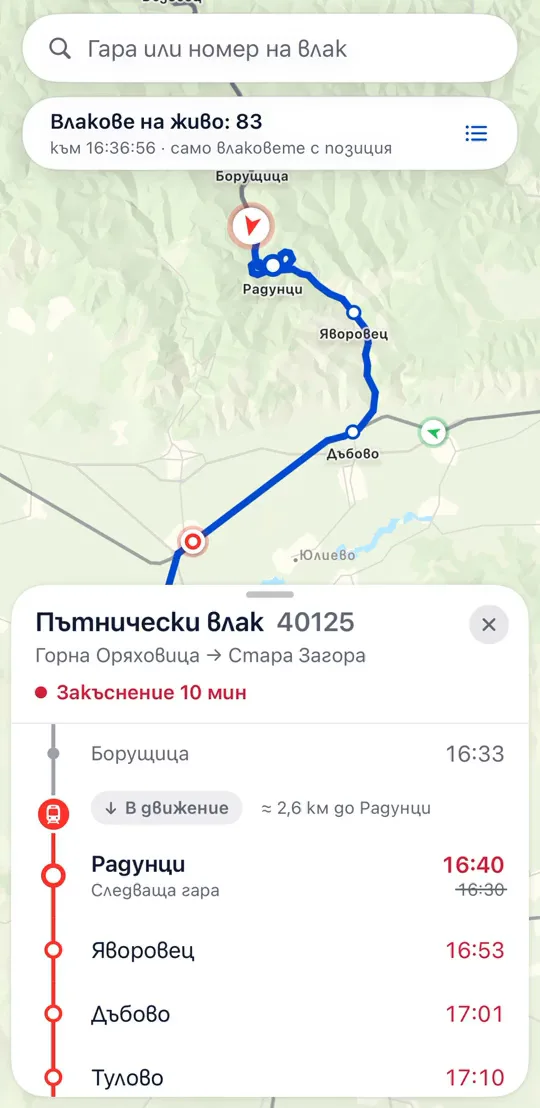 Гара или номер на влак
Влакове на живо: 83
към 16:36:56 · само влаковете с позиция
Борущица
Радунци
Яворовец
Дъбово
Юлиево
Пътнически влак 40125
Горна Оряховица → Стара Загора
Закъснение 10 мин
Борущица 16:33
↓ В движение ≈ 2,6 км до Радунци
Радунци 16:40
Следваща гара 16:30
Яворовец 16:53
Дъбово 17:01
Тулово 17:10